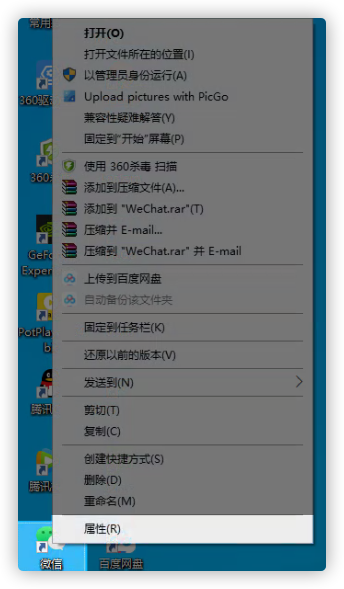 常用
打开(O)
打开文件所在的位置(I)
以管理员身份运行(A)
Upload pictures with PicGo
兼容性疑难解答(Y)
固定到"开始"屏幕(P)
使用 360杀毒 扫描
添加到压缩文件(A)...
添加到 "WeChat.rar"(T)
压缩并 E-mail...
压缩到 "WeChat.rar" 并 E-mail
上传到百度网盘
自动备份该文件夹
固定到任务栏(K)
还原以前的版本(V)
发送到(N)
剪切(T)
复制(C)
创建快捷方式(S)
删除(D)
重命名(M)
属性(R)
360驱
360
GeFo
Exper
PotPla
腾讯
腾讯
微信
百度网盘